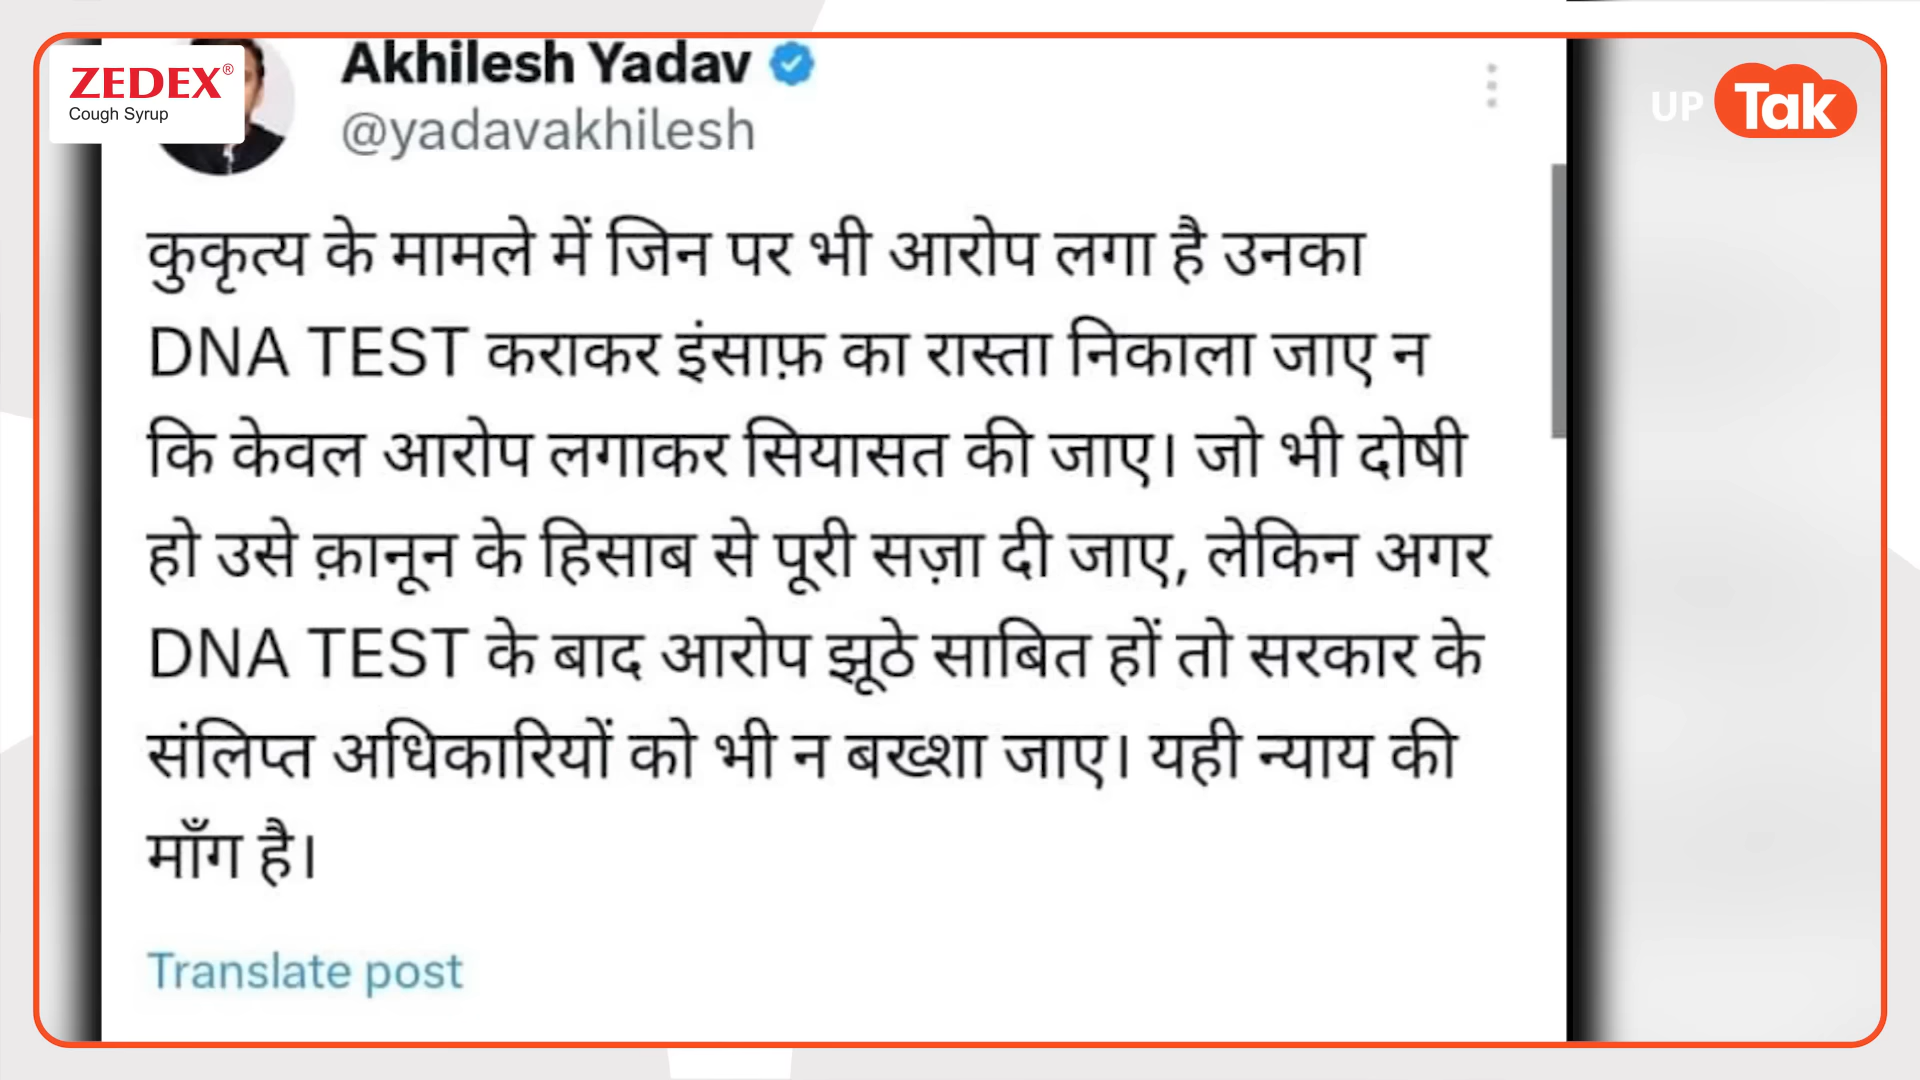 ZEDEX®
Cough Syrup
Akhilesh Yadav
@yadavakhilesh
UP Tak
कुकृत्य के मामले में जिन पर भी आरोप लगा है उनका
DNA TEST कराकर इंसाफ़ का रास्ता निकाला जाए न
कि केवल आरोप लगाकर सियासत की जाए। जो भी दोषी
हो उसे क़ानून के हिसाब से पूरी सज़ा दी जाए, लेकिन अगर
DNA TEST के बाद आरोप झूठे साबित हों तो सरकार के
संलिप्त अधिकारियों को भी न बख्शा जाए। यही न्याय की
माँग है।
Translate post